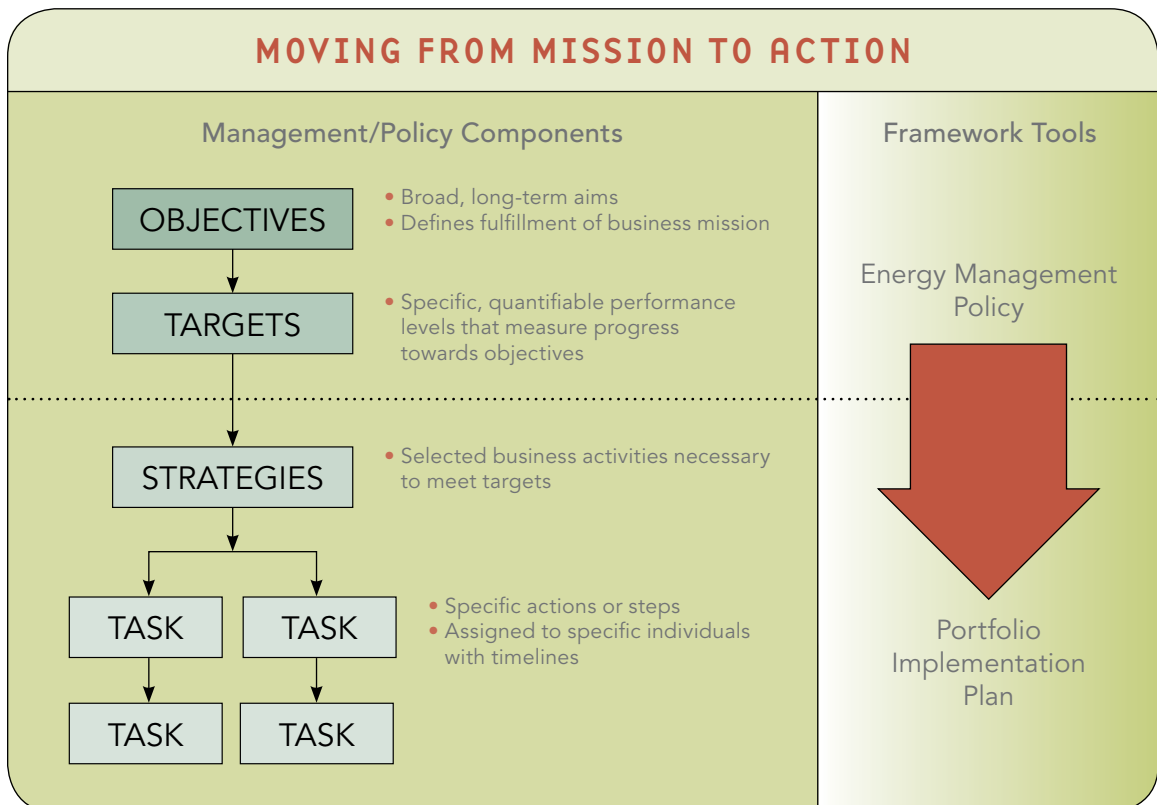 MOVING FROM MISSION TO ACTION
Management/Policy Components
OBJECTIVES
• Broad, long-term aims
• Defines fulfillment of business mission
TARGETS
• Specific, quantifiable performance
levels that measure progress
towards objectives
STRATEGIES
• Selected business activities necessary
to meet targets
TASK
TASK
• Specific actions or steps
• Assigned to specific individuals
with timelines
TASK
TASK
Framework Tools
Energy Management
Policy
Portfolio
Implementation
Plan